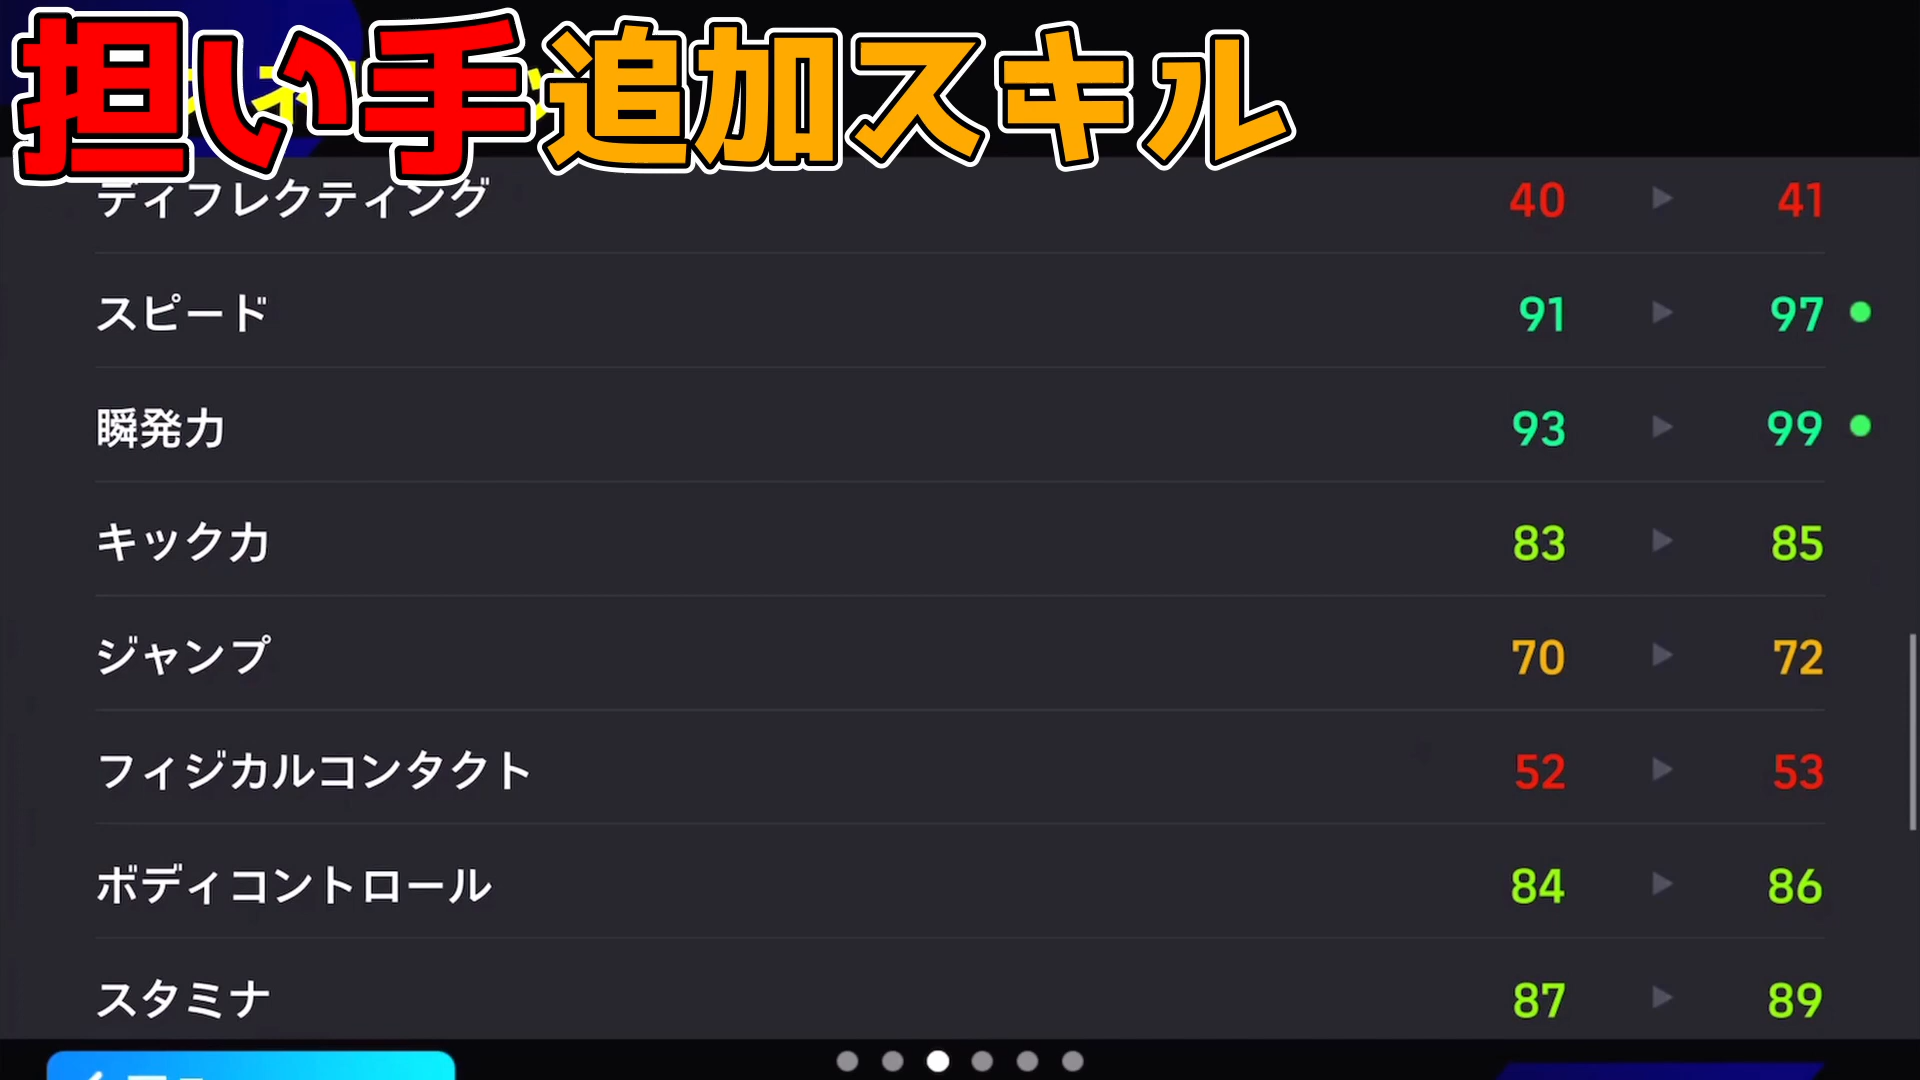 担い手追加スキル
ディフレクティング 40 ▶ 41
スピード 91 ▶ 97
瞬発力 93 ▶ 99
キック力 83 ▶ 85
ジャンプ 70 ▶ 72
フィジカルコンタクト 52 ▶ 53
ボディコントロール 84 ▶ 86
スタミナ 87 ▶ 89